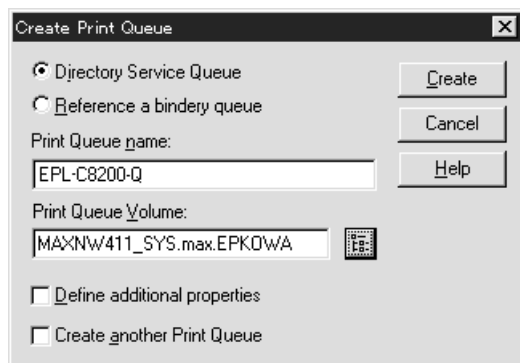 Create Print Queue
Directory Service Queue
Create
Reference a bindery queue
Cancel
Print Queue name:
Help
EPL-C8200-Q
Print Queue Volume:
MAXNW411_SYS.max.EPKOWA
Define additional properties
Create another Print Queue